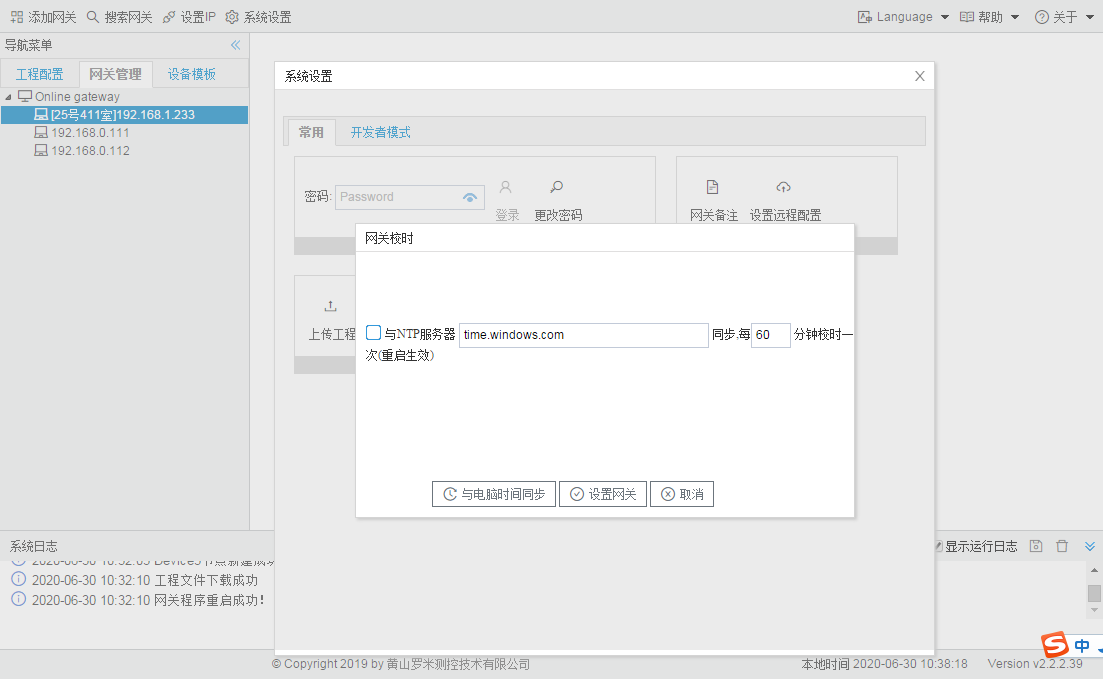 添加网关 搜索网关 设置IP 系统设置 Language 帮助 关于
导航菜单
工程配置 网关管理 设备模板
Online gateway
[25号411室]192.168.1.233
192.168.0.111
192.168.0.112
系统设置
常用 开发者模式
密码: Password 登录 更改密码
网关备注 设置远程配置
上传工程
网关校时
与NTP服务器 time.windows.com 同步.每 60 分钟校时一
次(重启生效)
与电脑时间同步 设置网关 取消
系统日志 显示运行日志
2020-06-30 10:32:10 工程文件下载成功
2020-06-30 10:32:10 网关程序重启成功!
中
© Copyright 2019 by 黄山罗米测控技术有限公司 本地时间 2020-06-30 10:38:18 Version v2.2.2.39